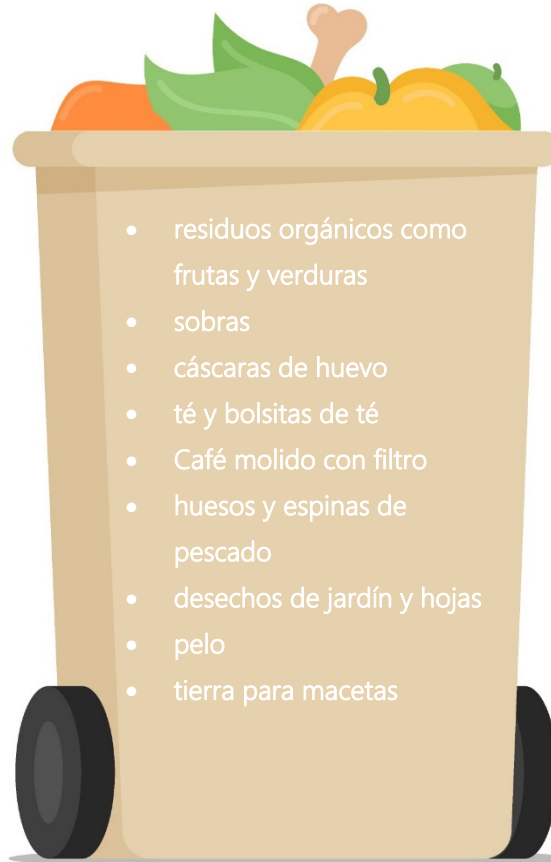 • residuos orgánicos como
frutas y verduras
• sobras
• cáscaras de huevo
• té y bolsitas de té
• Café molido con filtro
• huesos y espinas de
pescado
• desechos de jardín y hojas
• pelo
• tierra para macetas